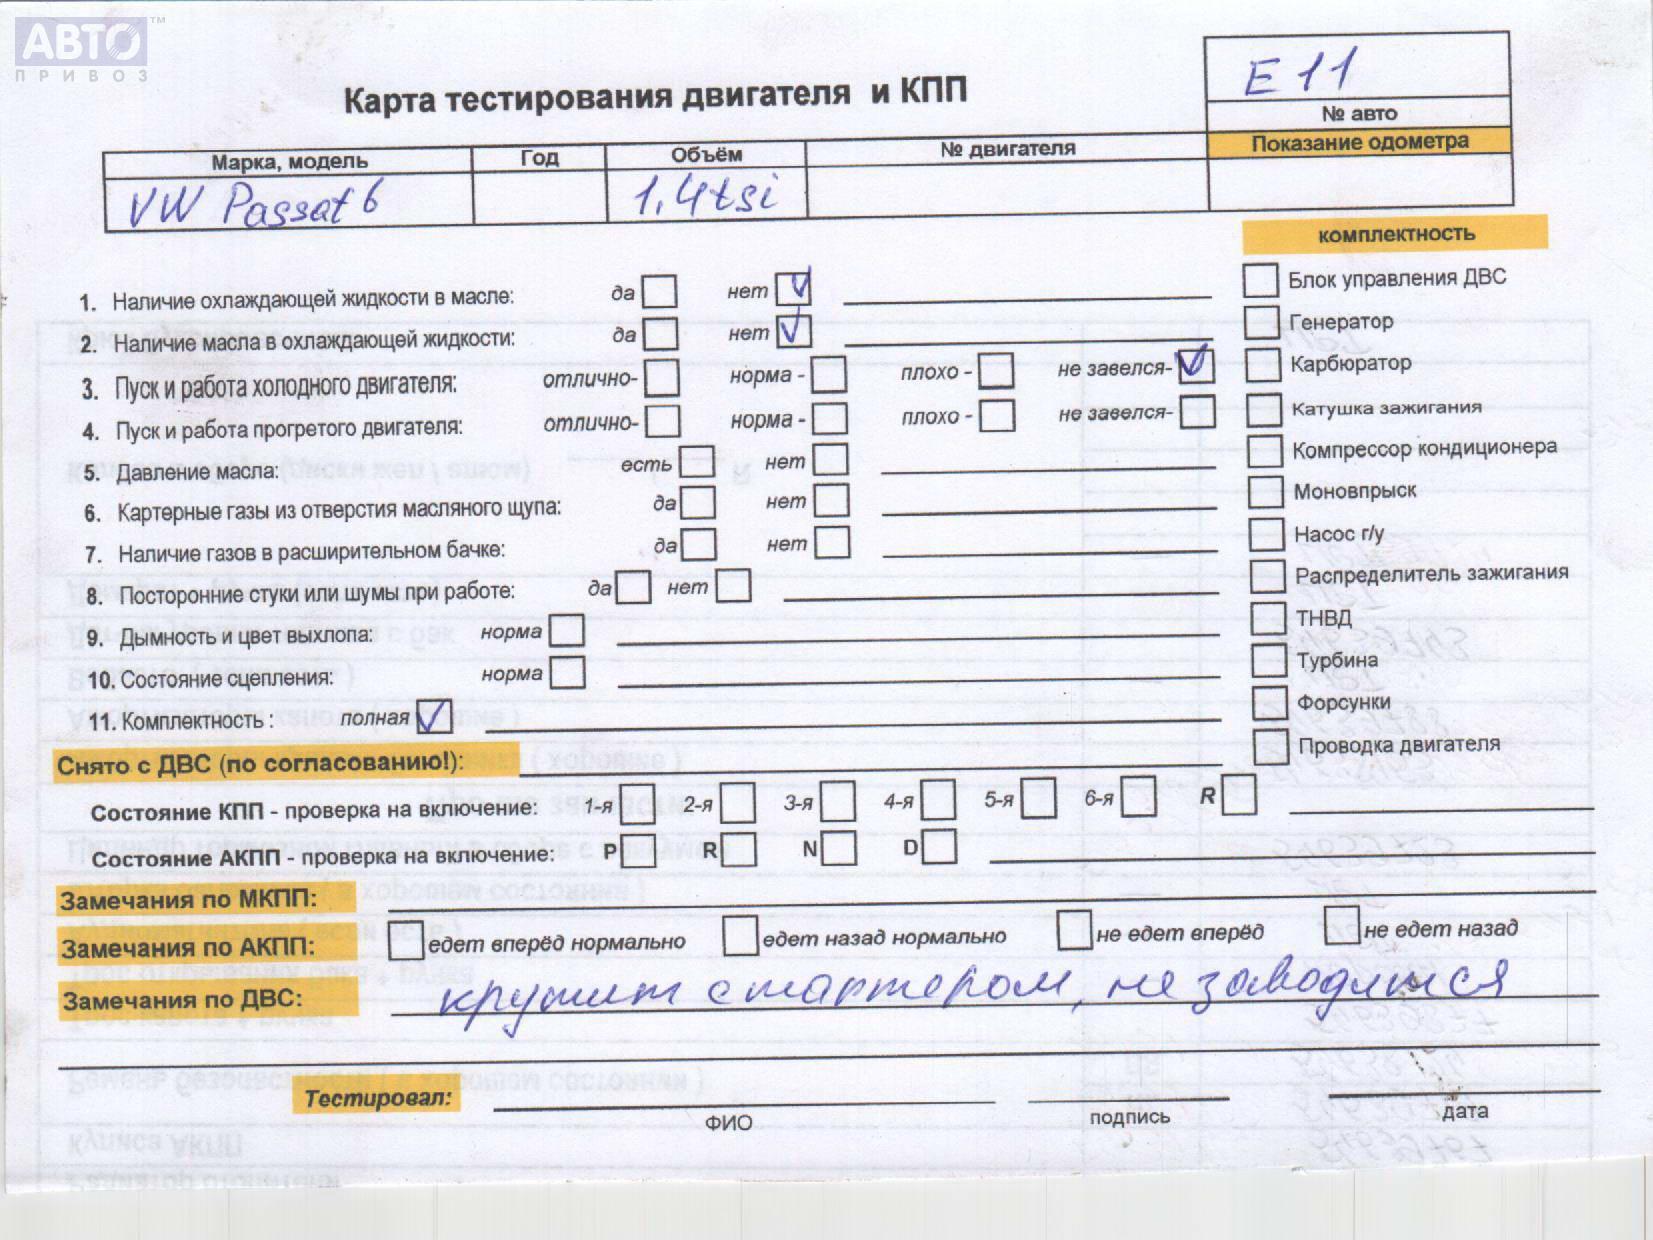 АВТО™
ПРИВОЗ
Карта тестирования двигателя и КПП
E 11
№ авто
Марка, модель Год Объём № двигателя Показание одометра
VW Passat 6 1.4tsi
комплектность
1. Наличие охлаждающей жидкости в масле: да нет ✓ Блок управления ДВС
2. Наличие масла в охлаждающей жидкости: да нет ✓ Генератор
3. Пуск и работа холодного двигателя: отлично- норма - плохо - не завелся- ✓ Карбюратор
4. Пуск и работа прогретого двигателя: отлично- норма - плохо - не завелся- Катушка зажигания
5. Давление масла: есть нет Компрессор кондиционера
6. Картерные газы из отверстия масляного щупа: да нет Моновпрыск
7. Наличие газов в расширительном бачке: да нет Насос г/у
8. Посторонние стуки или шумы при работе: да нет Распределитель зажигания
9. Дымность и цвет выхлопа: норма ТНВД
10. Состояние сцепления: норма Турбина
11. Комплектность : полная ✓ Форсунки
Снято с ДВС (по согласованию!): Проводка двигателя
Состояние КПП - проверка на включение: 1-я 2-я 3-я 4-я 5-я 6-я R
Состояние АКПП - проверка на включение: P R N D
Замечания по МКПП:
Замечания по АКПП: едет вперёд нормально едет назад нормально не едет вперёд не едет назад
Замечания по ДВС: крутит стартером, не заводится
Тестировал:
ФИО подпись дата